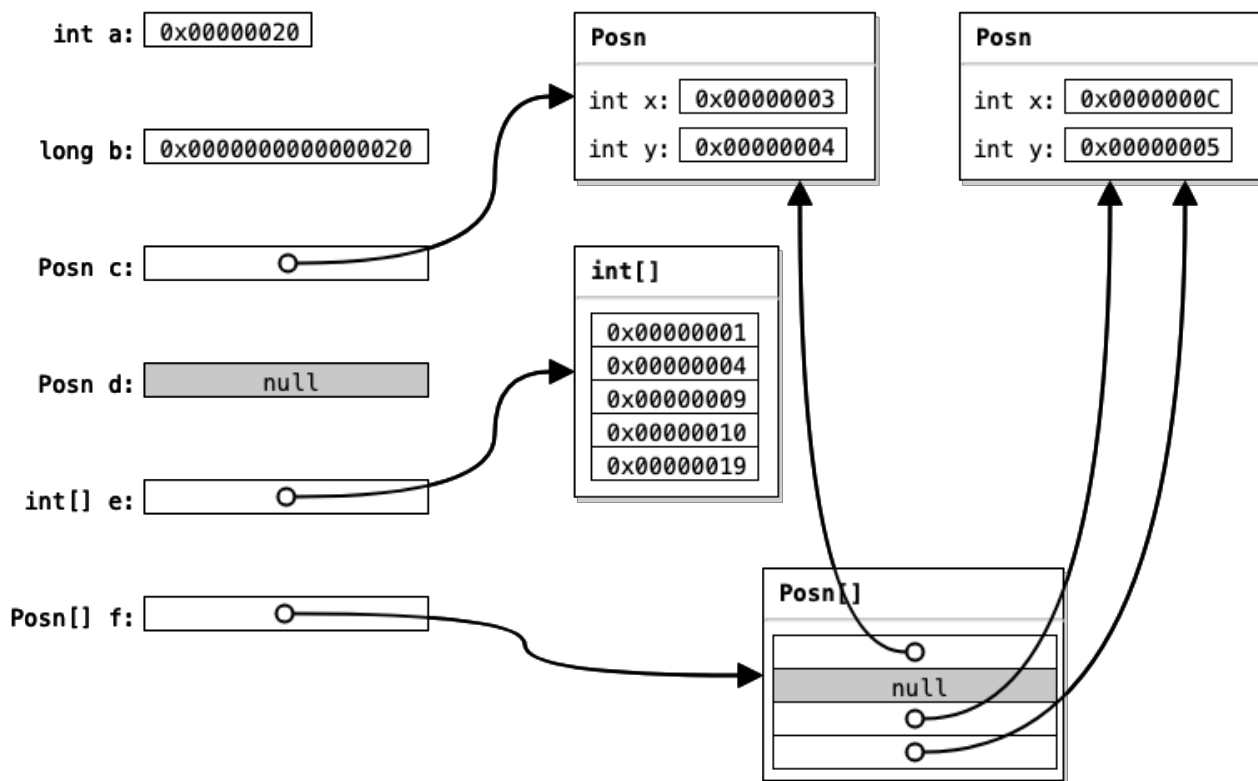 int a: 0x00000020
long b: 0x0000000000000020
Posn c:
Posn d: null
int[] e:
Posn[] f:
Posn
int x: 0x00000003
int y: 0x00000004
Posn
int x: 0x0000000C
int y: 0x00000005
int[]
0x00000001
0x00000004
0x00000009
0x00000010
0x00000019
Posn[]
null